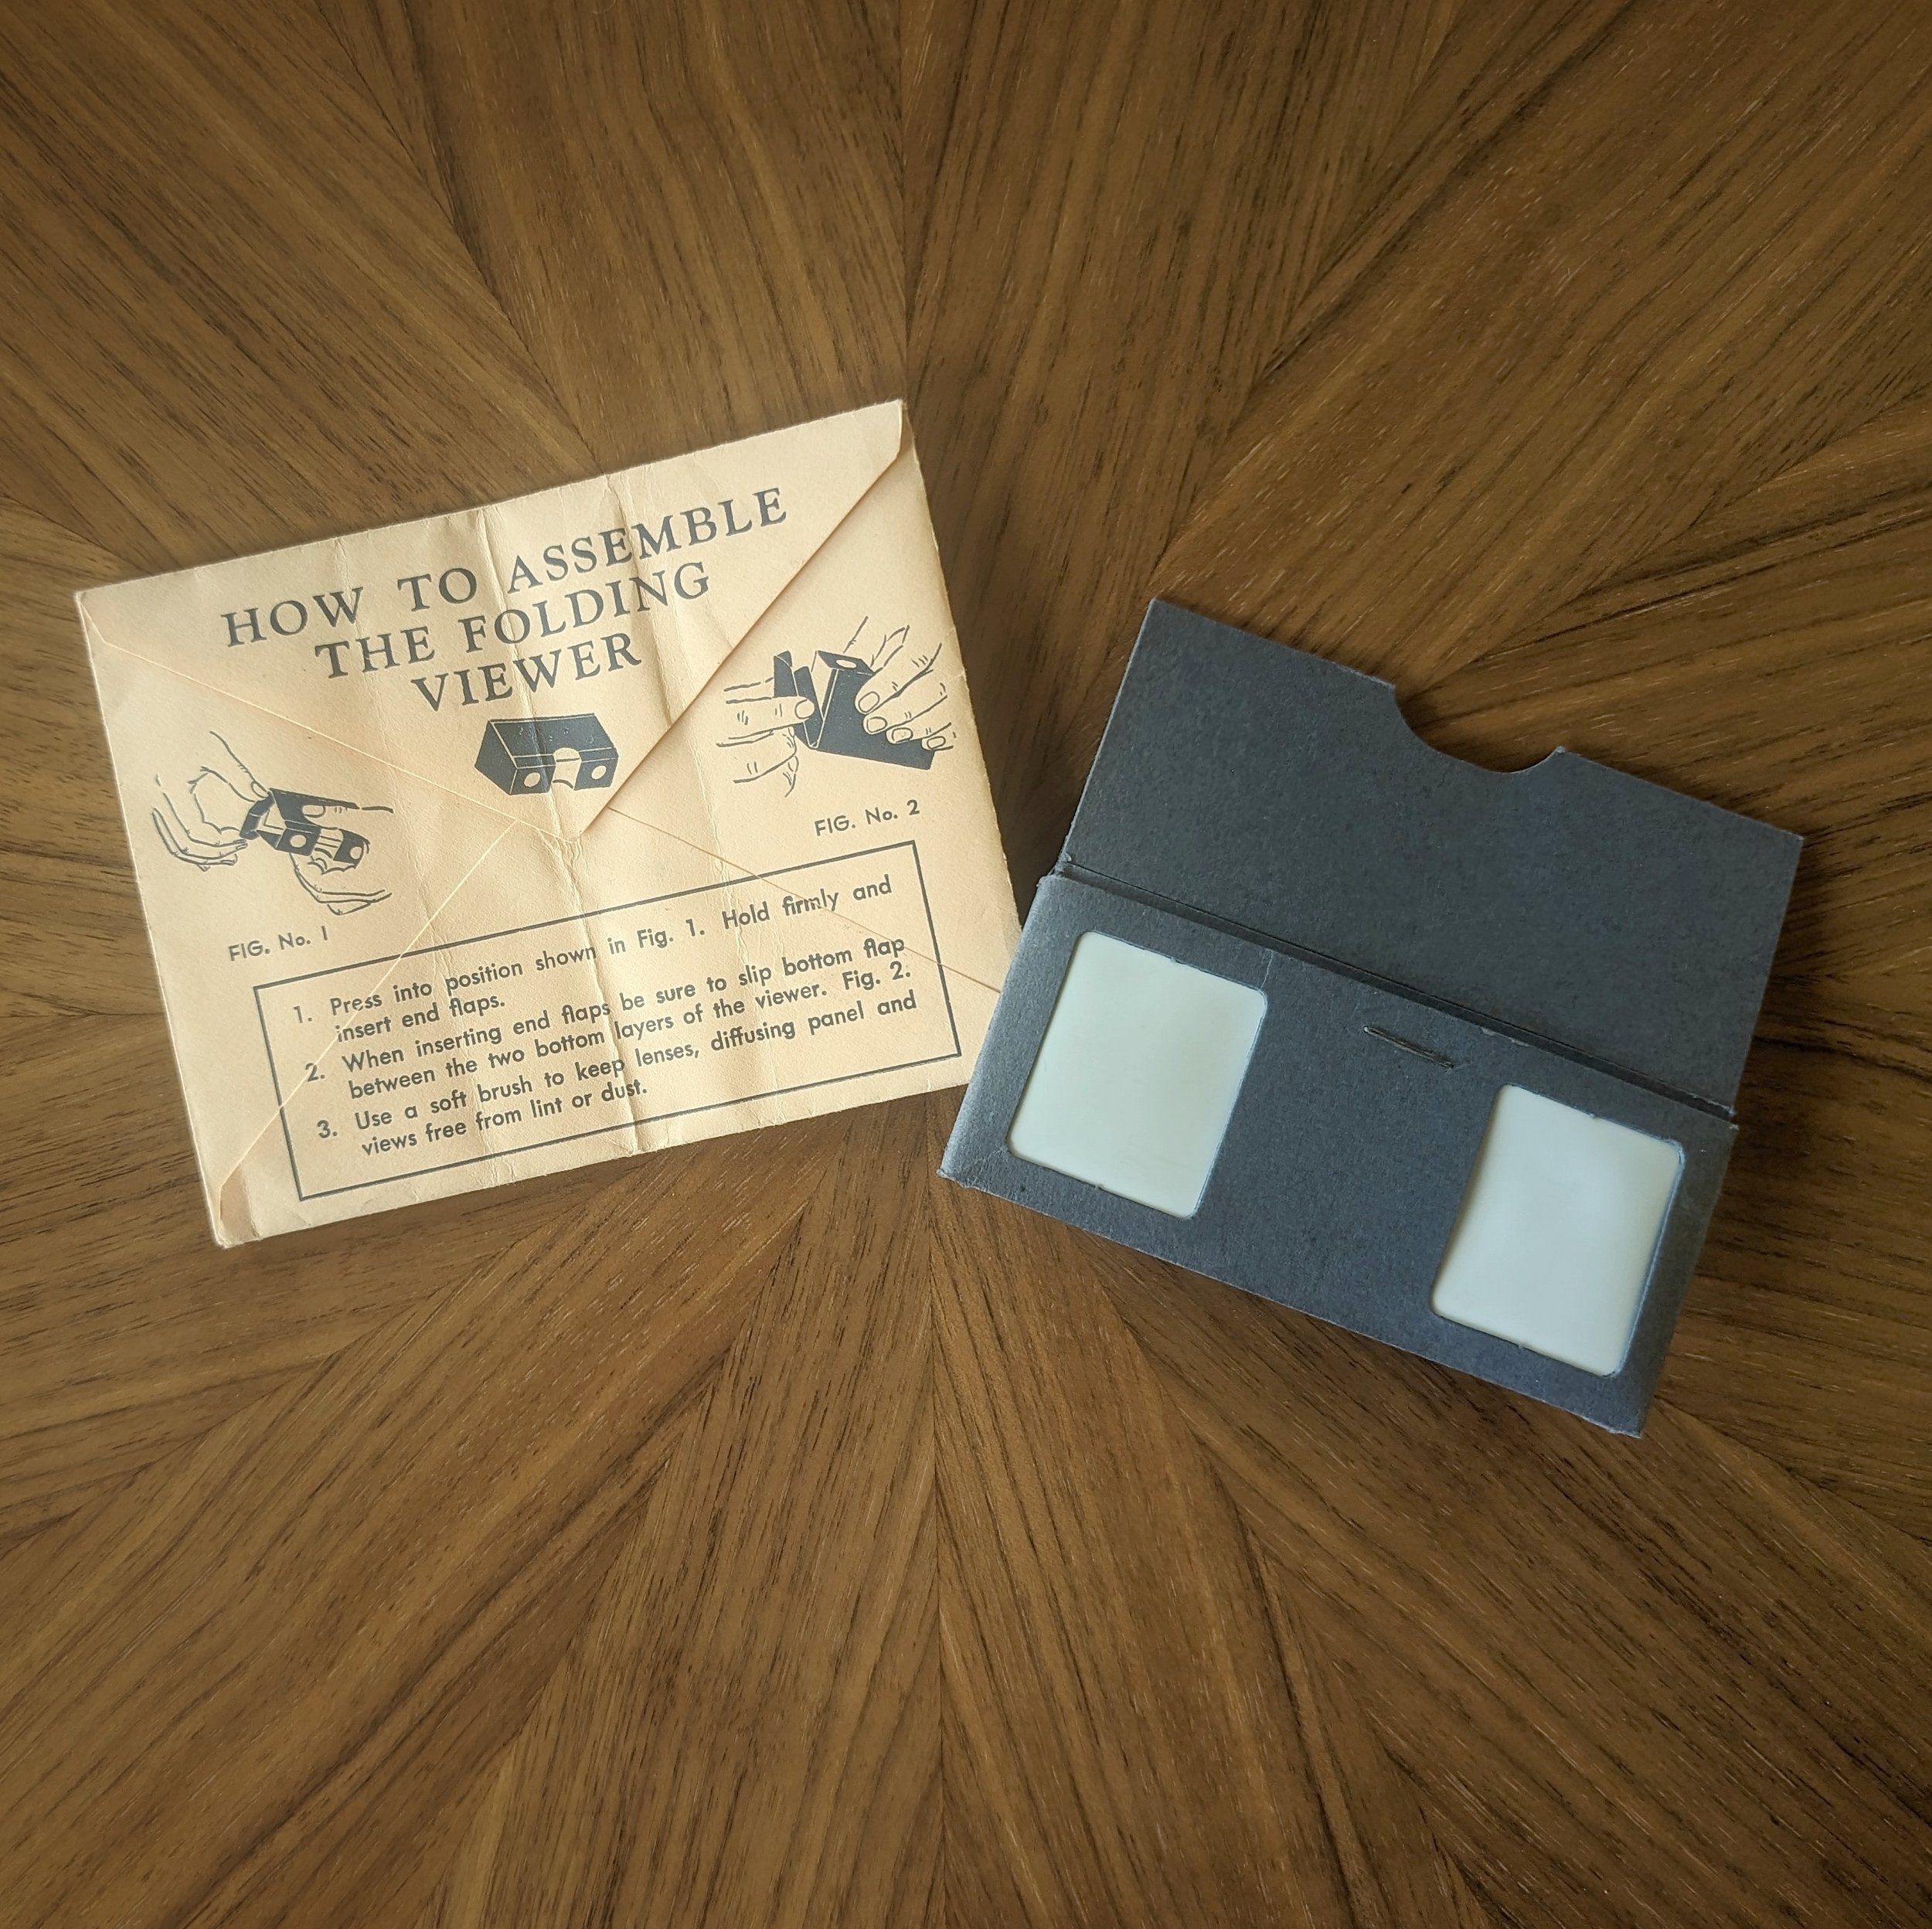 HOW TO ASSEMBLE
THE FOLDING
VIEWER
FIG. No. 1
FIG. No. 2
1. Press into position shown in Fig. 1. Hold firmly and
insert end flaps.
2. When inserting end flaps be sure to slip bottom flap
between the two bottom layers of the viewer. Fig. 2.
3. Use a soft brush to keep lenses, diffusing panel and
views free from lint or dust.